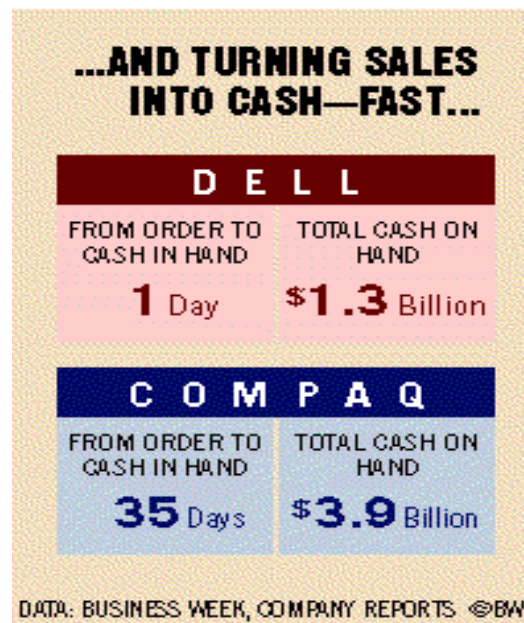 ...AND TURNING SALES
INTO CASH—FAST...
DELL
FROM ORDER TO
CASH IN HAND
1 Day
TOTAL CASH ON
HAND
$1.3 Billion
COMPAQ
FROM ORDER TO
CASH IN HAND
35 Days
TOTAL CASH ON
HAND
$3.9 Billion
DATA: BUSINESS WEEK, COMPANY REPORTS ©BW